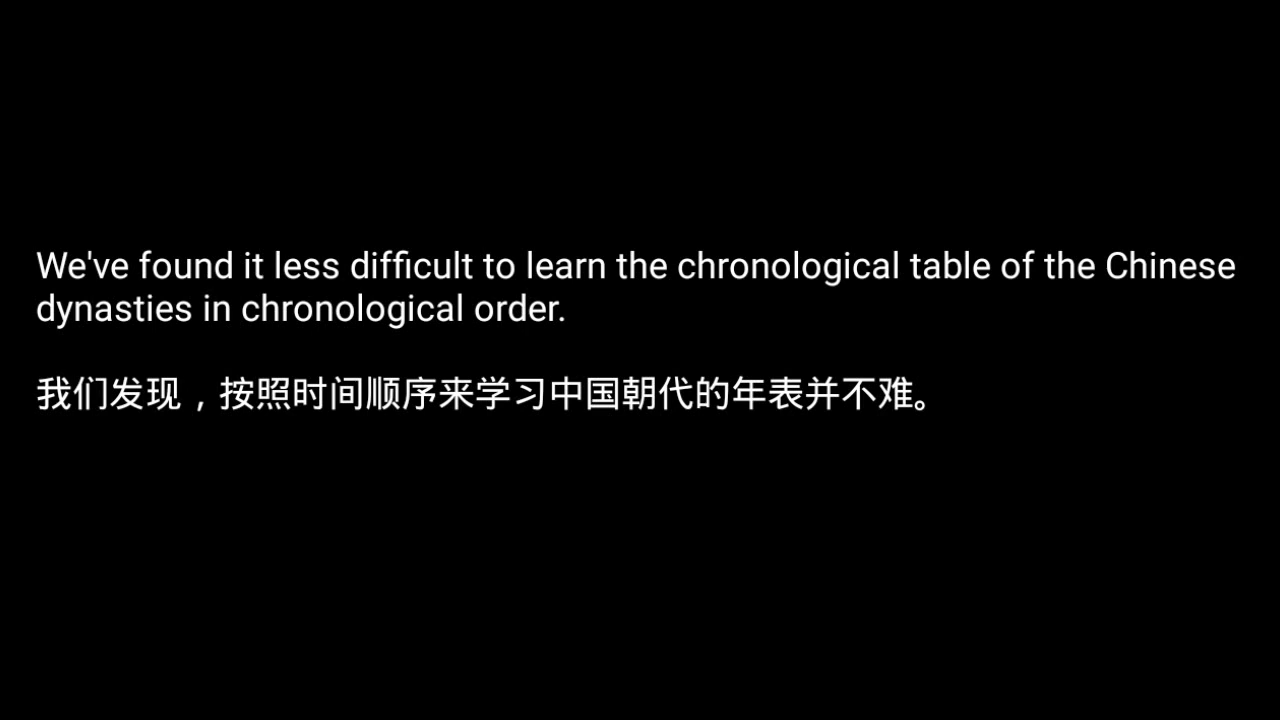 We've found it less difficult to learn the chronological table of the Chinese
dynasties in chronological order.
我们发现，按照时间顺序来学习中国朝代的年表并不难。